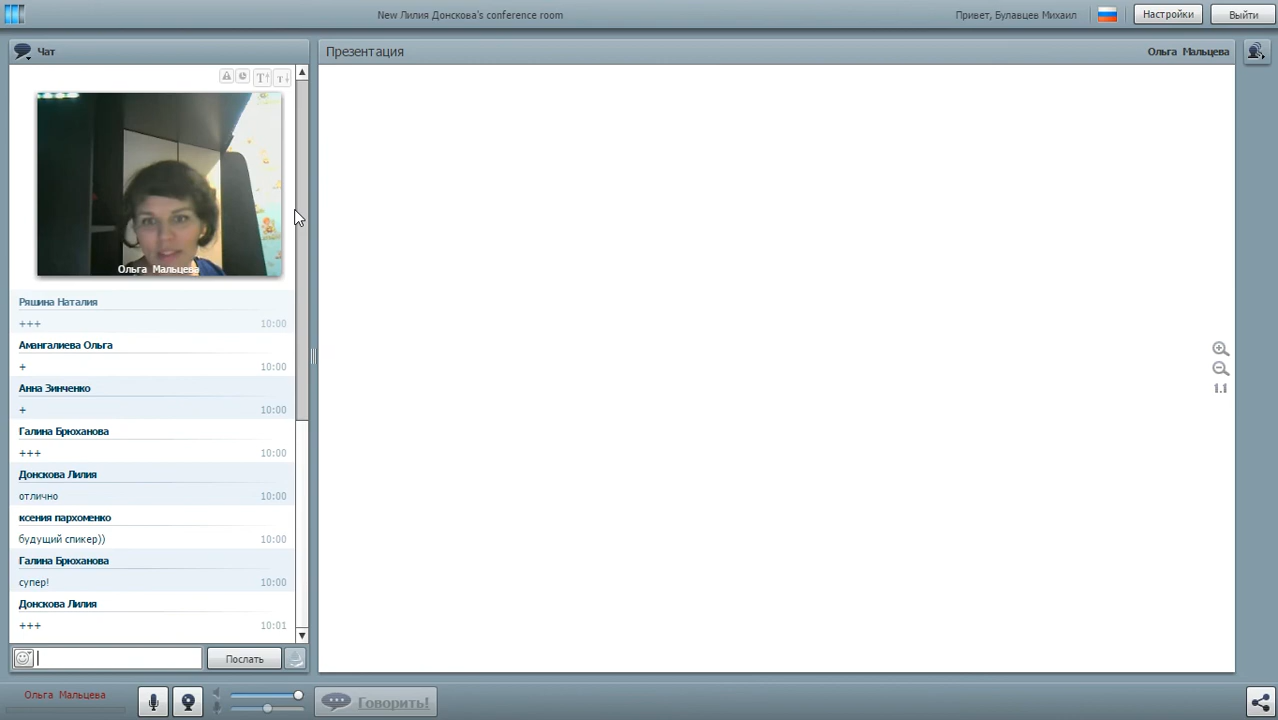 New Лилия Донскова's conference room
Привет, Булавцев Михаил
Настройки
Выйти
Чат
Презентация
Ольга Мальцева
T
T
Ольга Мальцева
Ряшина Наталия
+++
10:00
Амангалиева Ольга
+
10:00
Анна Зинченко
+
10:00
Галина Брюханова
+++
10:00
Донскова Лилия
отлично
10:00
ксения пархоменко
будущий спикер))
10:00
Галина Брюханова
супер!
10:00
Донскова Лилия
+++
10:01
1.1
Послать
Ольга Мальцева
Говорить!